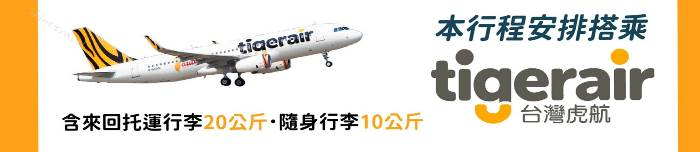 本行程安排搭乘
tigerair
tigerair
台灣虎航
含來回托運行李20公斤·隨身行李10公斤